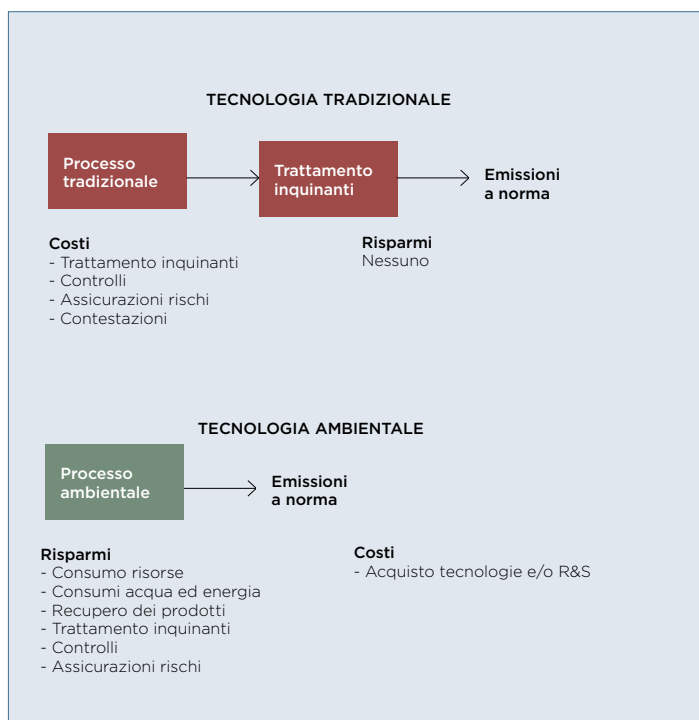 TECNOLOGIA TRADIZIONALE
Processo
tradizionale
Trattamento
inquinanti
Emissioni
a norma
Costi
- Trattamento inquinanti
- Controlli
- Assicurazioni rischi
- Contestazioni
Risparmi
Nessuno
TECNOLOGIA AMBIENTALE
Processo
ambientale
Emissioni
a norma
Risparmi
- Consumo risorse
- Consumi acqua ed energia
- Recupero dei prodotti
- Trattamento inquinanti
- Controlli
- Assicurazioni rischi
Costi
- Acquisto tecnologie e/o R&S